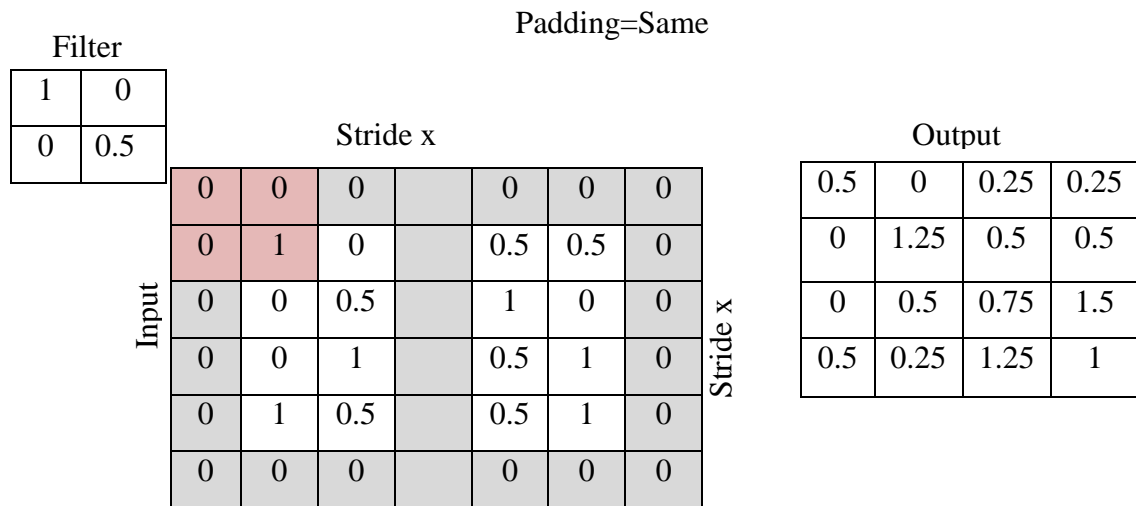 Padding=Same
Filter
1 0
0 0.5
Stride x
Input
0 0 0 0 0 0
0 1 0 0.5 0.5 0
0 0 0.5 1 0 0
0 0 1 0.5 1 0
0 1 0.5 0.5 1 0
0 0 0 0 0 0
Stride x
Output
0.5 0 0.25 0.25
0 1.25 0.5 0.5
0 0.5 0.75 1.5
0.5 0.25 1.25 1